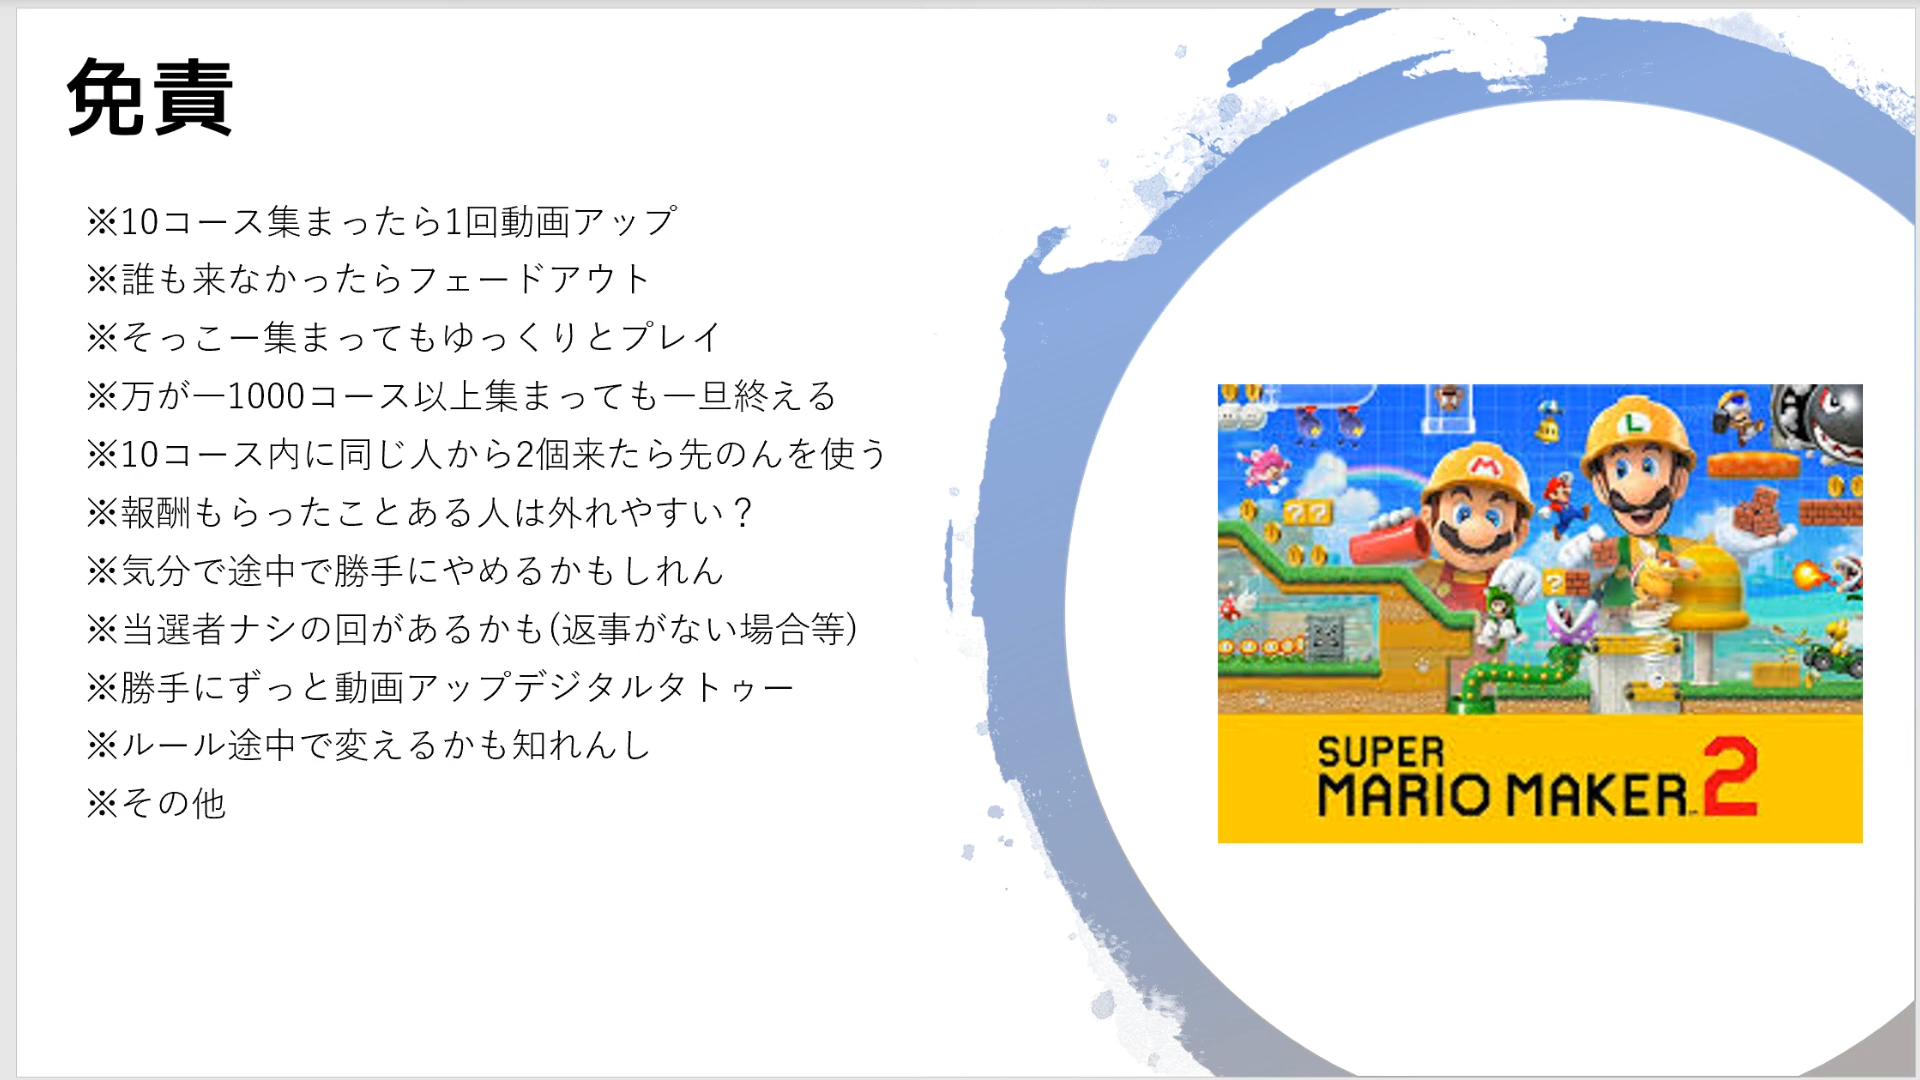 免責
※10コース集まったら1回動画アップ
※誰も来なかったらフェードアウト
※そっこー集まってもゆっくりとプレイ
※万が一1000コース以上集まっても一旦終える
※10コース内に同じ人から2個来たら先のんを使う
※報酬もらったことある人は外れやすい？
※気分で途中で勝手にやめるかもしれん
※当選者ナシの回があるかも(返事がない場合等)
※勝手にずっと動画アップデジタルタトゥー
※ルール途中で変えるかも知れんし
※その他
SUPER
MARIO MAKER 2